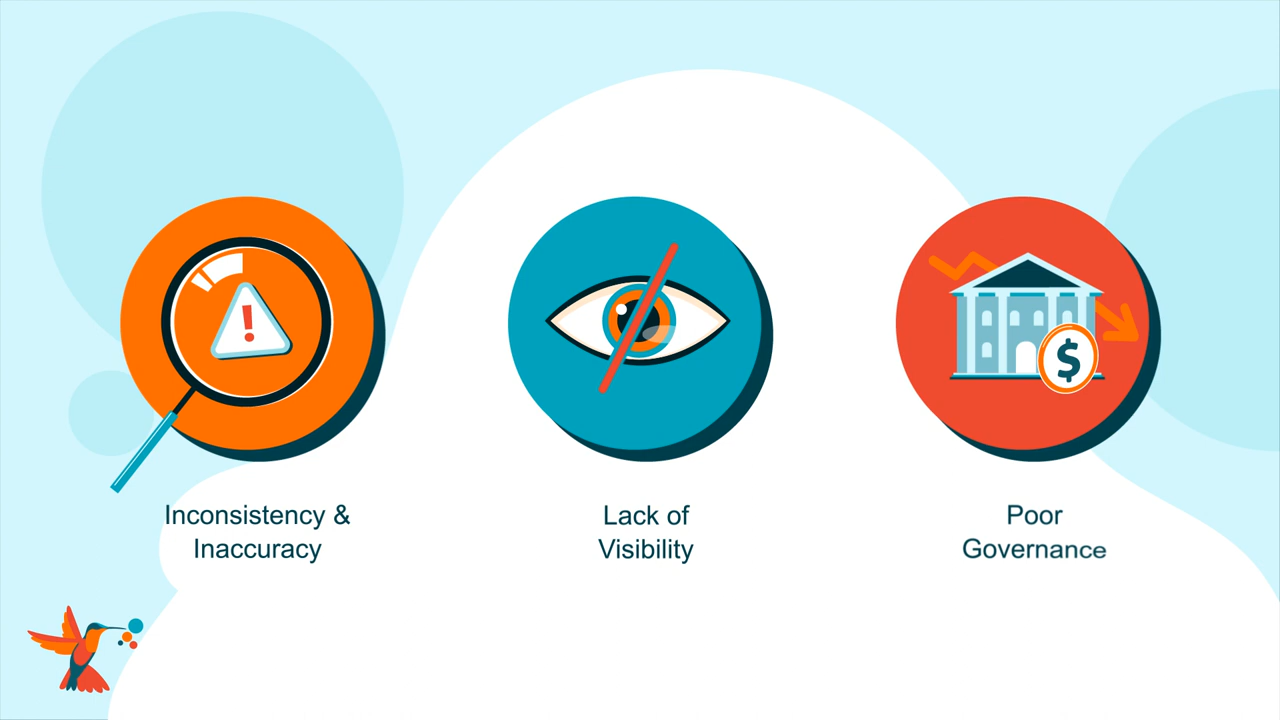 !
$
Inconsistency &
Inaccuracy
Lack of
Visibility
Poor
Governance